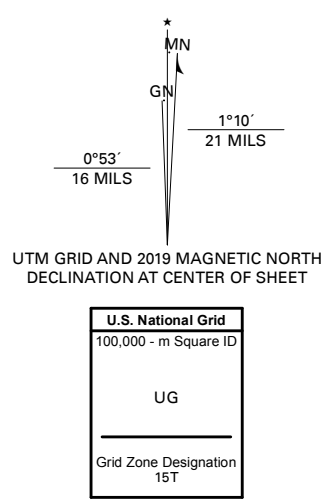 ★
MN
GN
1°10´
21 MILS
0°53´
16 MILS
UTM GRID AND 2019 MAGNETIC NORTH
DECLINATION AT CENTER OF SHEET
U.S. National Grid
100,000 - m Square ID
UG
Grid Zone Designation
15T